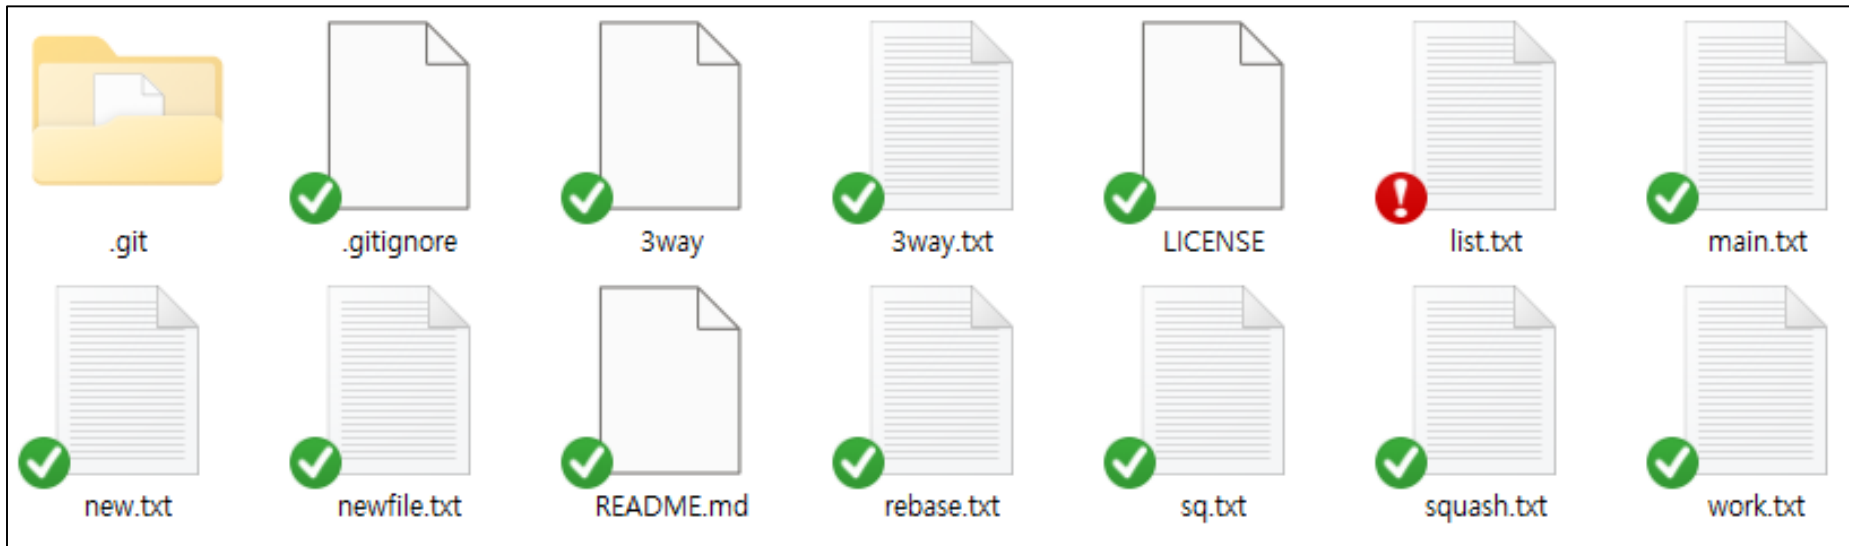 .git
.gitignore
3way
3way.txt
LICENSE
list.txt
main.txt
new.txt
newfile.txt
README.md
rebase.txt
sq.txt
squash.txt
work.txt